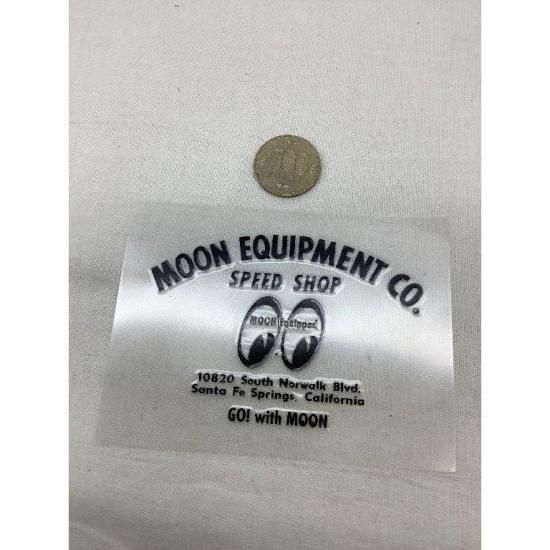 MOON EQUIPMENT CO.
SPEED SHOP
MOON Equipped
10820 South Norwalk Blvd.
Santa Fe Springs, California
GO! with MOON